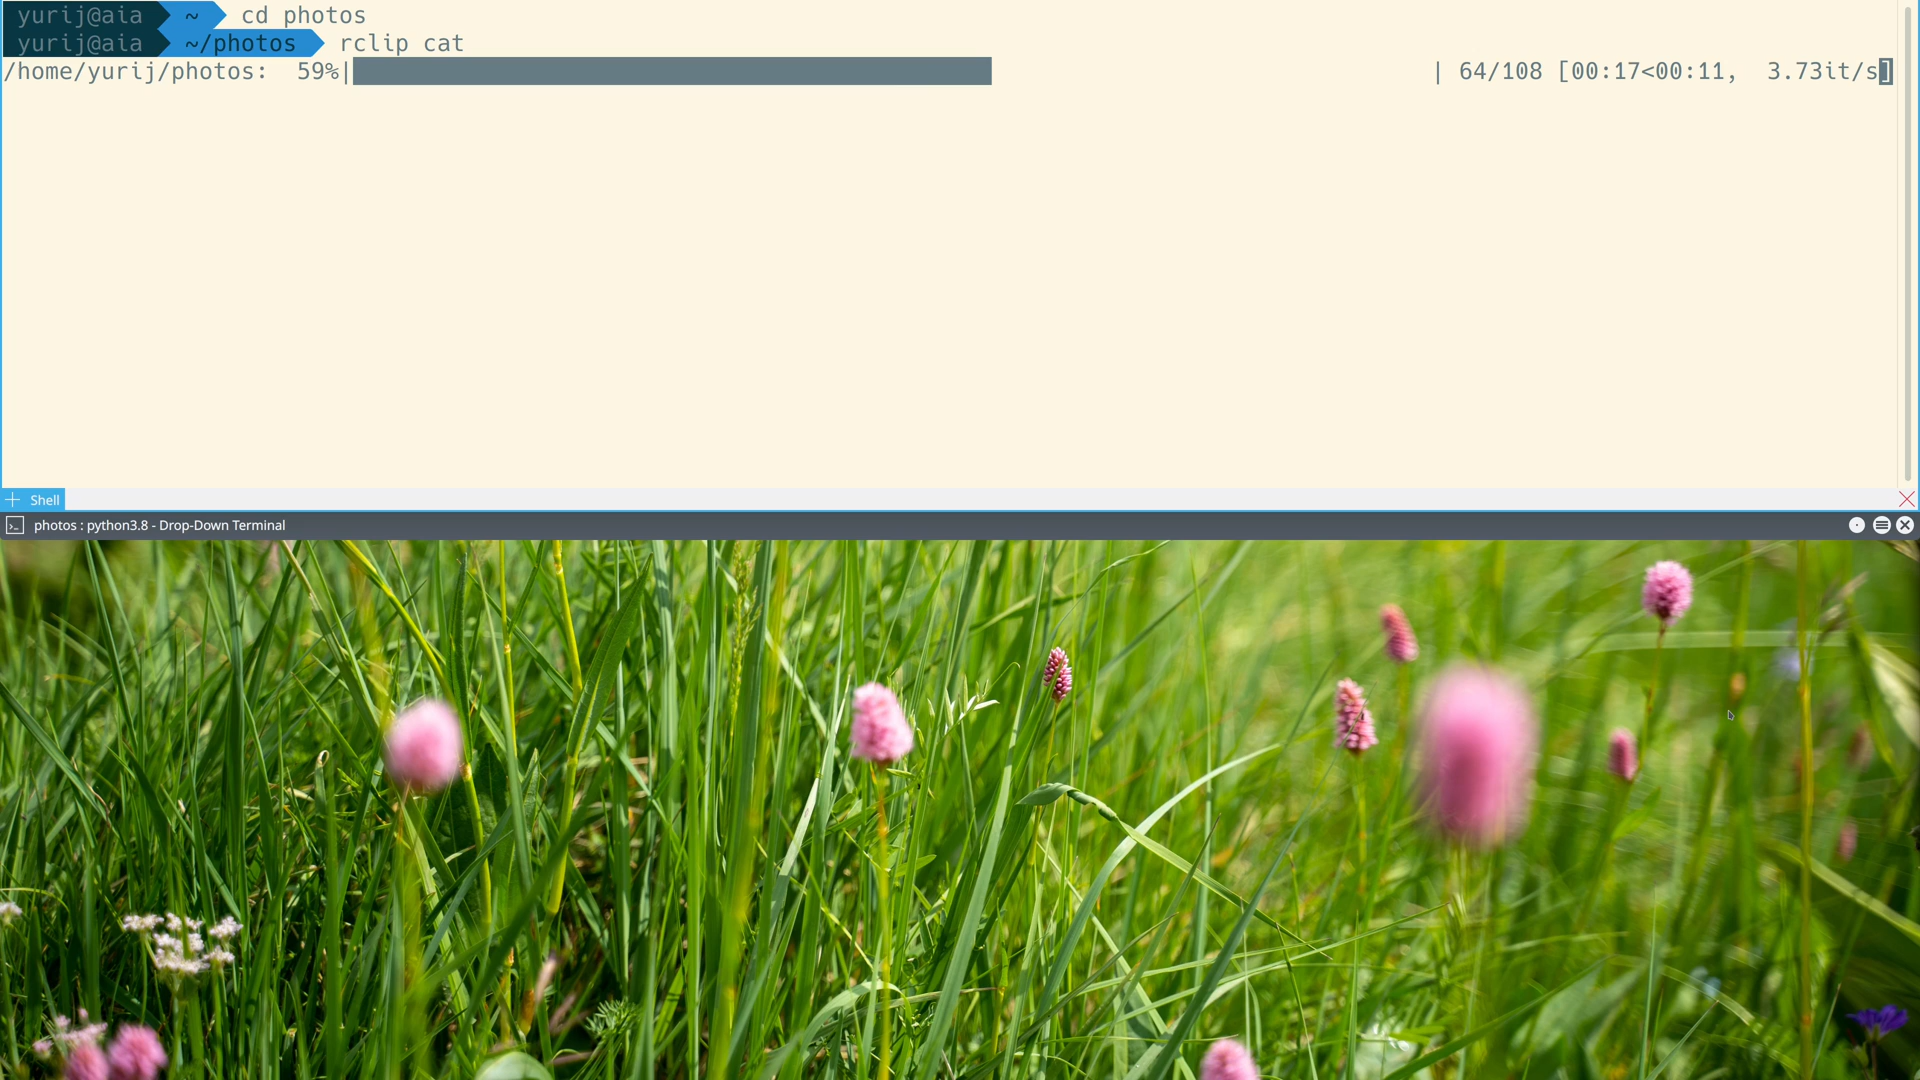 yurij@aia ~ cd photos
yurij@aia ~/photos rclip cat
/home/yurij/photos:  59%| | 64/108 [00:17<00:11,  3.73it/s]
Shell
photos : python3.8 - Drop-Down Terminal